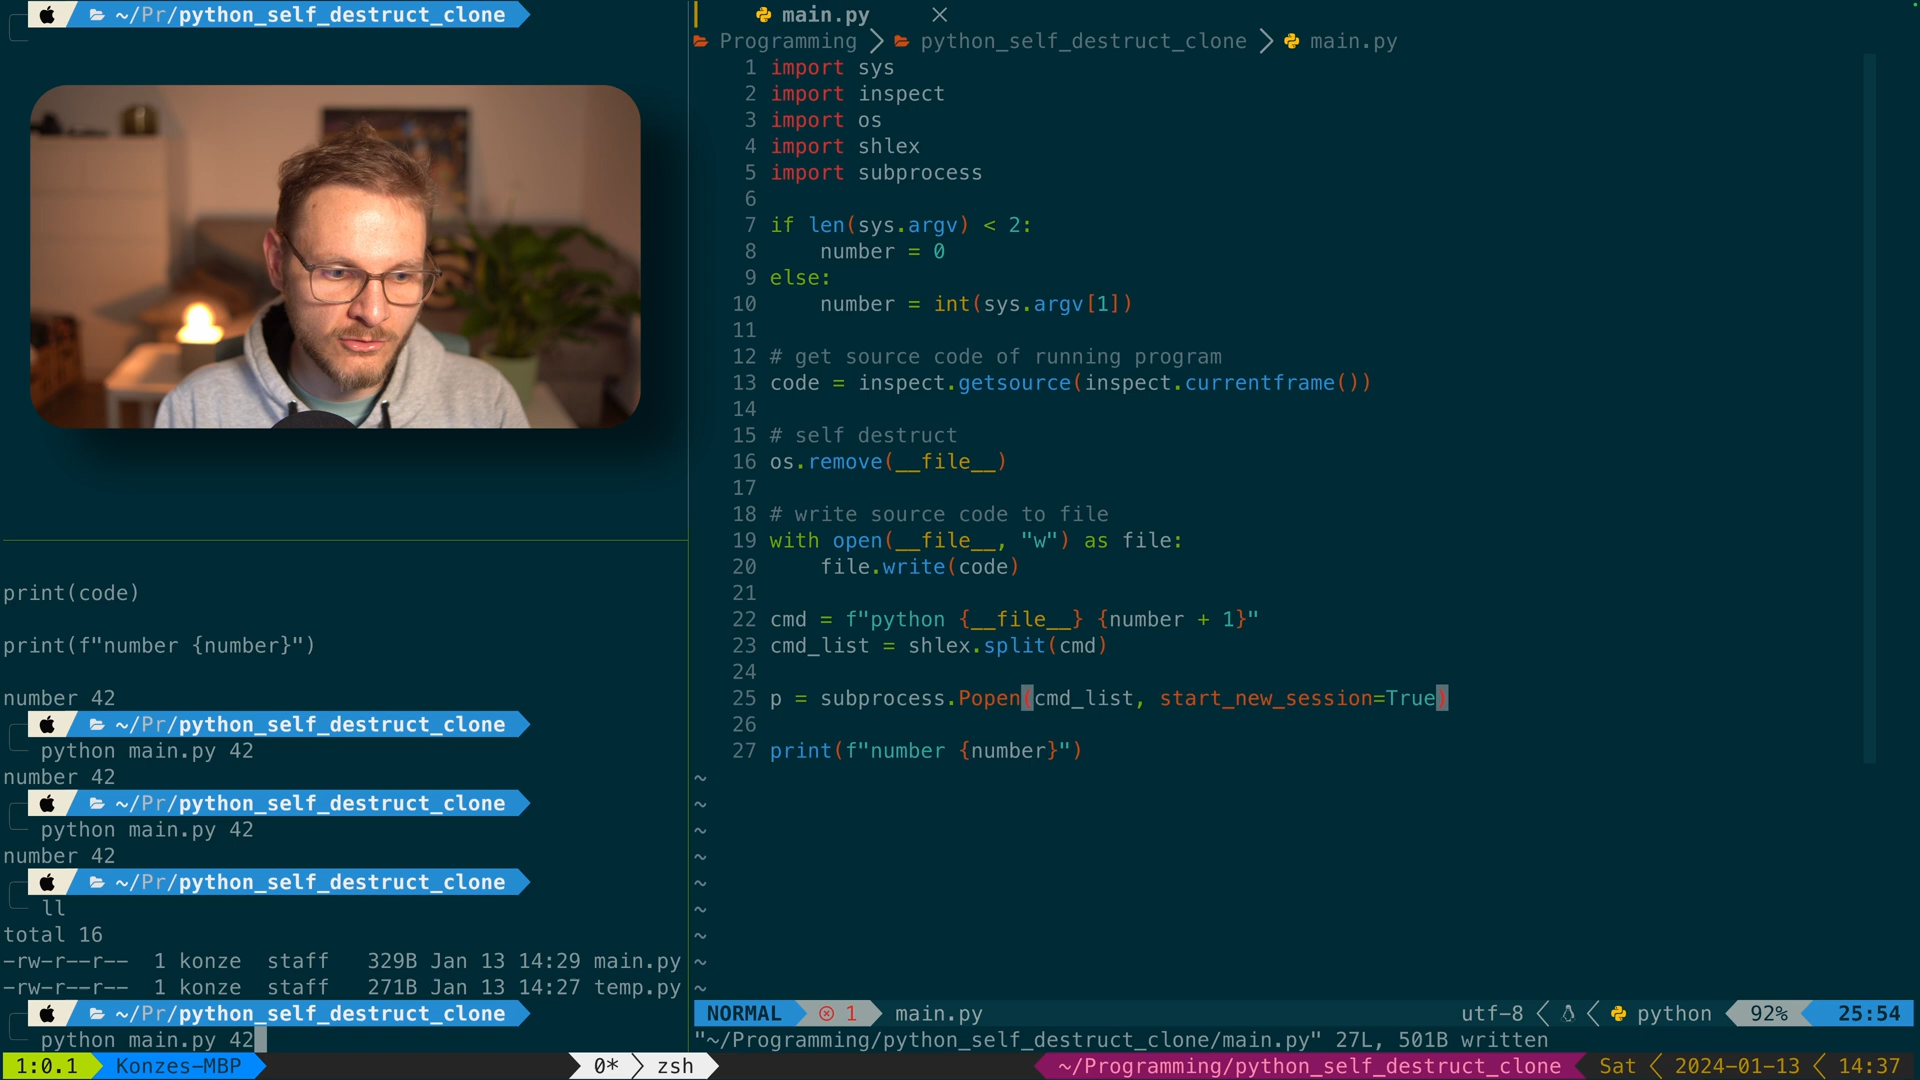 ~/Pr/python_self_destruct_clone
print(code)
print(f"number {number}")
number 42
~/Pr/python_self_destruct_clone
python main.py 42
number 42
~/Pr/python_self_destruct_clone
python main.py 42
number 42
~/Pr/python_self_destruct_clone
ll
total 16
-rw-r--r--  1 konze  staff   329B Jan 13 14:29 main.py
-rw-r--r--  1 konze  staff   271B Jan 13 14:27 temp.py
~/Pr/python_self_destruct_clone
python main.py 42
main.py
Programming > python_self_destruct_clone > main.py
1 import sys
2 import inspect
3 import os
4 import shlex
5 import subprocess
6
7 if len(sys.argv) < 2:
8     number = 0
9 else:
10     number = int(sys.argv[1])
11
12 # get source code of running program
13 code = inspect.getsource(inspect.currentframe())
14
15 # self destruct
16 os.remove(__file__)
17
18 # write source code to file
19 with open(__file__, "w") as file:
20     file.write(code)
21
22 cmd = f"python {__file__} {number + 1}"
23 cmd_list = shlex.split(cmd)
24
25 p = subprocess.Popen(cmd_list, start_new_session=True)
26
27 print(f"number {number}")
~
~
~
~
~
~
~
~
~
NORMAL 1 main.py utf-8 < < python 92% 25:54
"~/Programming/python_self_destruct_clone/main.py" 27L, 501B written
1:0.1 Konzes-MBP 0* > zsh ~/Programming/python_self_destruct_clone Sat < 2024-01-13 < 14:37